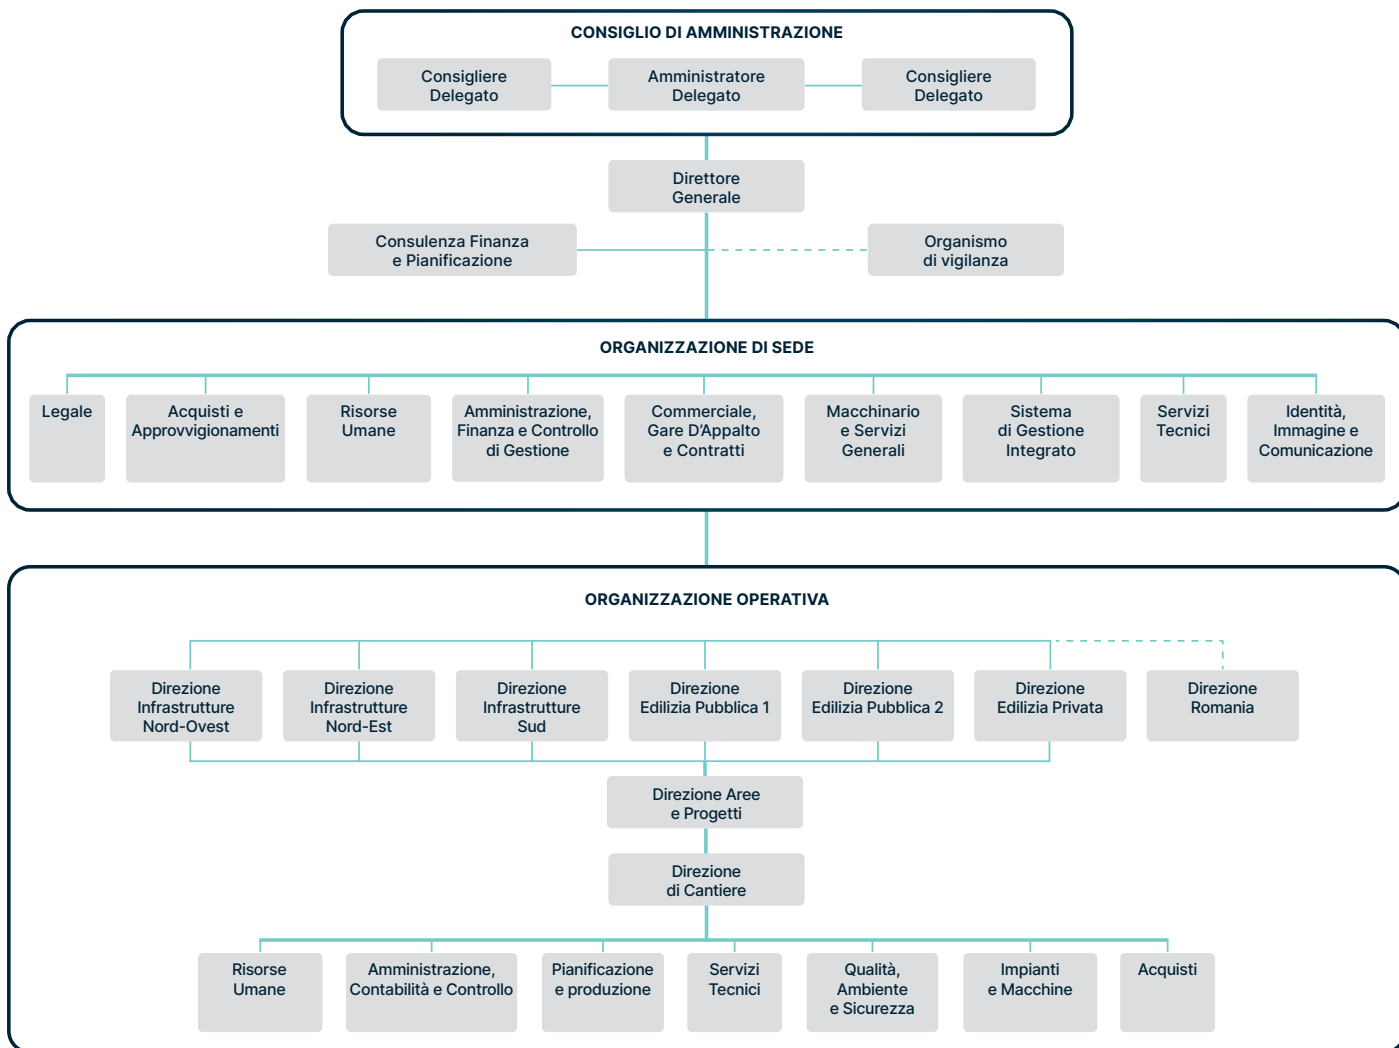 CONSIGLIO DI AMMINISTRAZIONE
Consigliere
Delegato
Amministratore
Delegato
Consigliere
Delegato
Direttore
Generale
Consulenza Finanza
e Pianificazione
Organismo
di vigilanza
ORGANIZZAZIONE DI SEDE
Legale
Acquisti e
Approvvigionamenti
Risorse
Umane
Amministrazione,
Finanza e Controllo
di Gestione
Commerciale,
Gare D'Appalto
e Contratti
Macchinario
e Servizi
Generali
Sistema
di Gestione
Integrato
Servizi
Tecnici
Identità,
Immagine e
Comunicazione
ORGANIZZAZIONE OPERATIVA
Direzione
Infrastrutture
Nord-Ovest
Direzione
Infrastrutture
Nord-Est
Direzione
Infrastrutture
Sud
Direzione
Edilizia Pubblica 1
Direzione
Edilizia Pubblica 2
Direzione
Edilizia Privata
Direzione
Romania
Direzione Aree
e Progetti
Direzione
di Cantiere
Risorse
Umane
Amministrazione,
Contabilità e Controllo
Pianificazione
e produzione
Servizi
Tecnici
Qualità,
Ambiente
e Sicurezza
Impianti
e Macchine
Acquisti